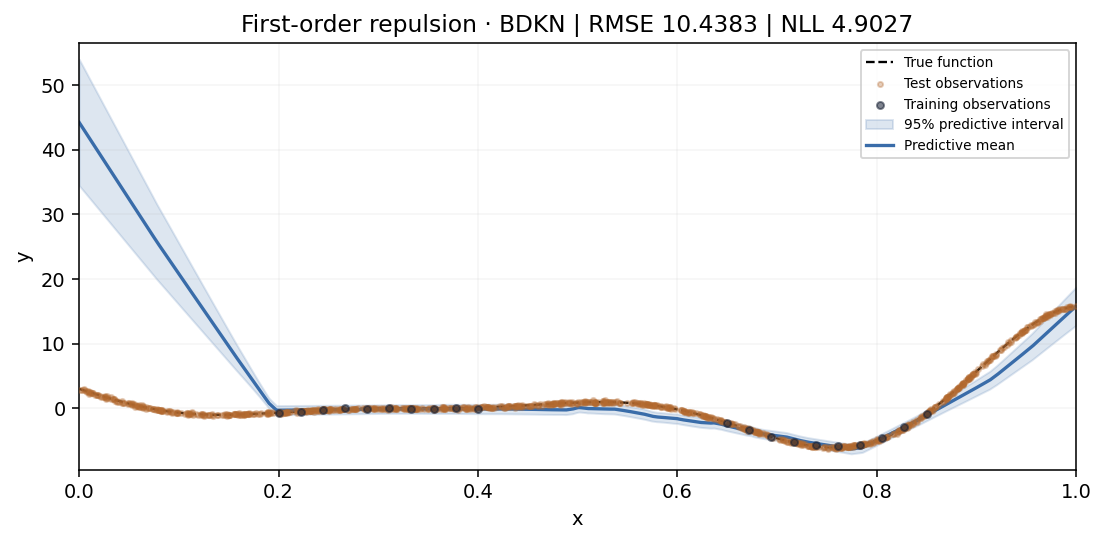 First-order repulsion · BDKN | RMSE 10.4383 | NLL 4.9027
True function
Test observations
Training observations
95% predictive interval
Predictive mean
50
40
30
20
10
0
y
0.0 0.2 0.4 0.6 0.8 1.0
x